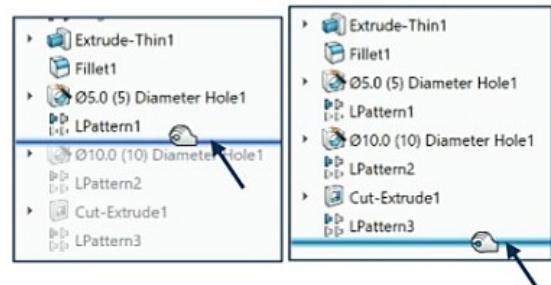 Extrude-Thin1
Fillet1
Ø5.0 (5) Diameter Hole1
LPattern1
Ø10.0 (10) Diameter Hole1
LPattern2
Cut-Extrude1
LPattern3
Extrude-Thin1
Fillet1
Ø5.0 (5) Diameter Hole1
LPattern1
Ø10.0 (10) Diameter Hole1
LPattern2
Cut-Extrude1
LPattern3